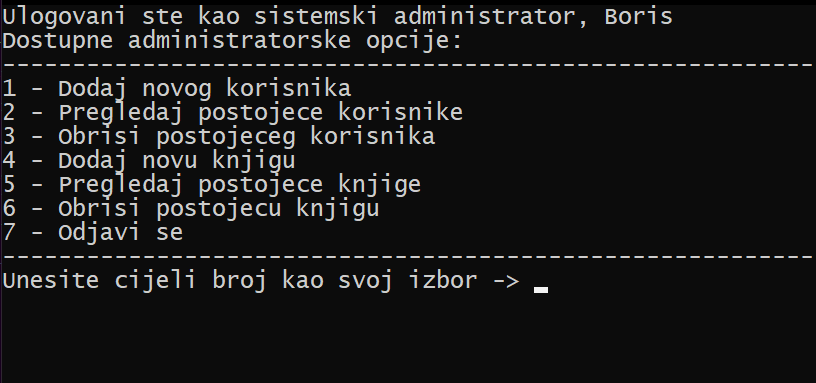 Ulogovani ste kao sistemski administrator, Boris
Dostupne administratorske opcije:
----------------------------------------------------------
1 - Dodaj novog korisnika
2 - Pregledaj postojece korisnike
3 - Obrisi postojeceg korisnika
4 - Dodaj novu knjigu
5 - Pregledaj postojece knjige
6 - Obrisi postojecu knjigu
7 - Odjavi se
----------------------------------------------------------
Unesite cijeli broj kao svoj izbor -> _